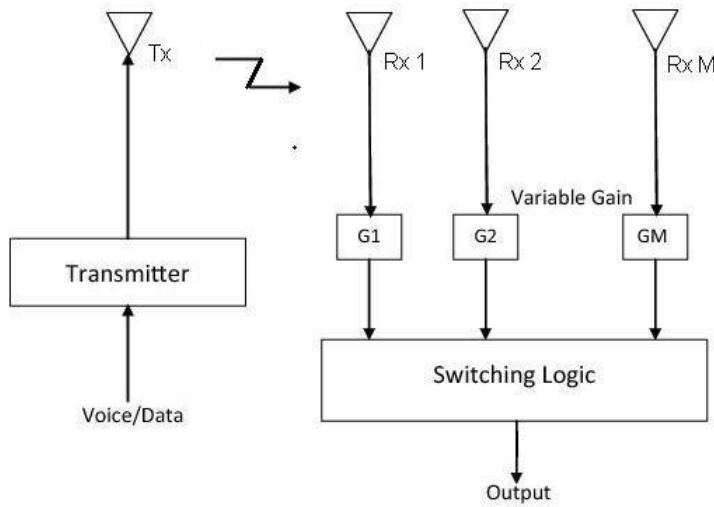 Tx
Rx 1
Rx 2
Rx M
Variable Gain
G1
G2
GM
Transmitter
Switching Logic
Voice/Data
Output